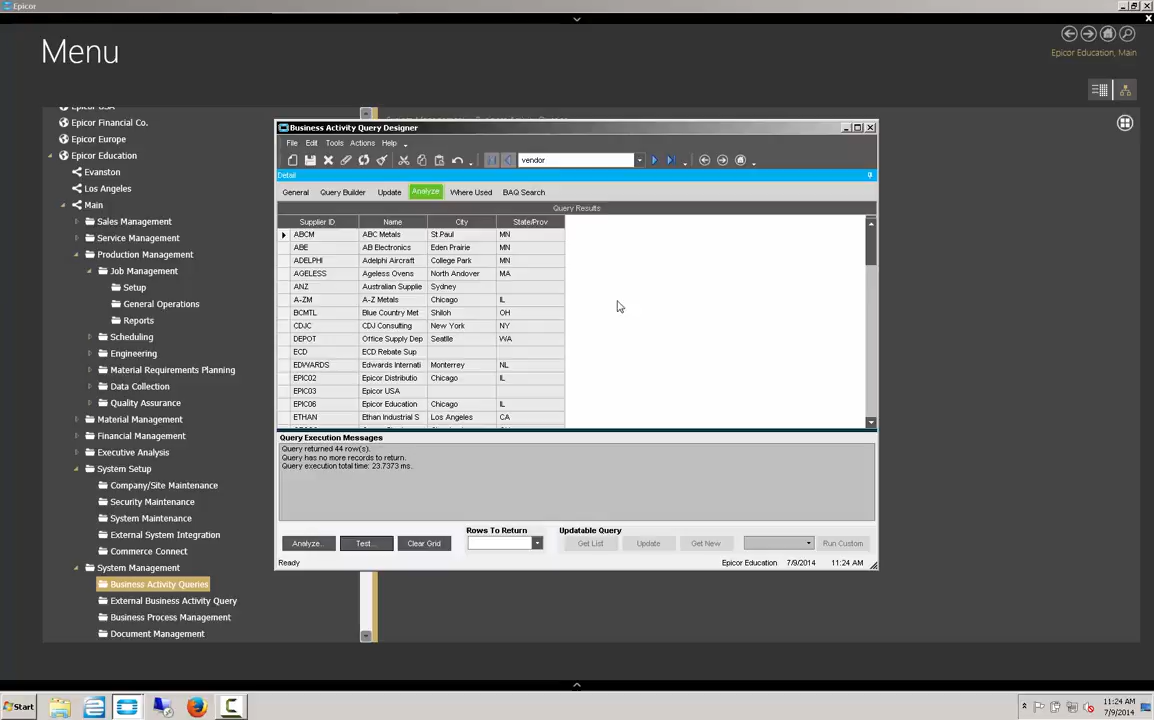 Epicor
Menu
Epicor Education, Main
Epicor Financial Co.
Epicor Europe
Epicor Education
Evanston
Los Angeles
Main
Sales Management
Service Management
Production Management
Job Management
Setup
General Operations
Reports
Scheduling
Engineering
Material Requirements Planning
Data Collection
Quality Assurance
Material Management
Financial Management
Executive Analysis
System Setup
Company/Site Maintenance
Security Maintenance
System Maintenance
External System Integration
Commerce Connect
System Management
Business Activity Queries
External Business Activity Query
Business Process Management
Document Management
Business Activity Query Designer
File Edit Tools Actions Help
vendor
Detail
General Query Builder Update Analyze Where Used BAQ Search
Query Results
Supplier ID Name City State/Prov
ABCM ABC Metals St.Paul MN
ABE AB Electronics Eden Prairie MN
ADELPHI Adelphi Aircraft College Park MN
AGELESS Ageless Ovens North Andover MA
ANZ Australian Supplie Sydney
A-ZM A-Z Metals Chicago IL
BCMTL Blue Country Met Shiloh OH
CDJC CDJ Consulting New York NY
DEPOT Office Supply Dep Seatlle WA
ECD ECD Rebate Sup
EDWARDS Edwards Internati Monterrey NL
EPIC02 Epicor Distributio Chicago IL
EPIC03 Epicor USA
EPIC06 Epicor Education Chicago IL
ETHAN Ethan Industrial S Los Angeles CA
Query Execution Messages
Query returned 44 row(s).
Query has no more records to return.
Query execution total time: 23.7373 ms.
Rows To Return Updatable Query
Analyze... Test... Clear Grid Get List Update Get New Run Custom
Ready Epicor Education 7/9/2014 11:24 AM
Start
11:24 AM
7/9/2014